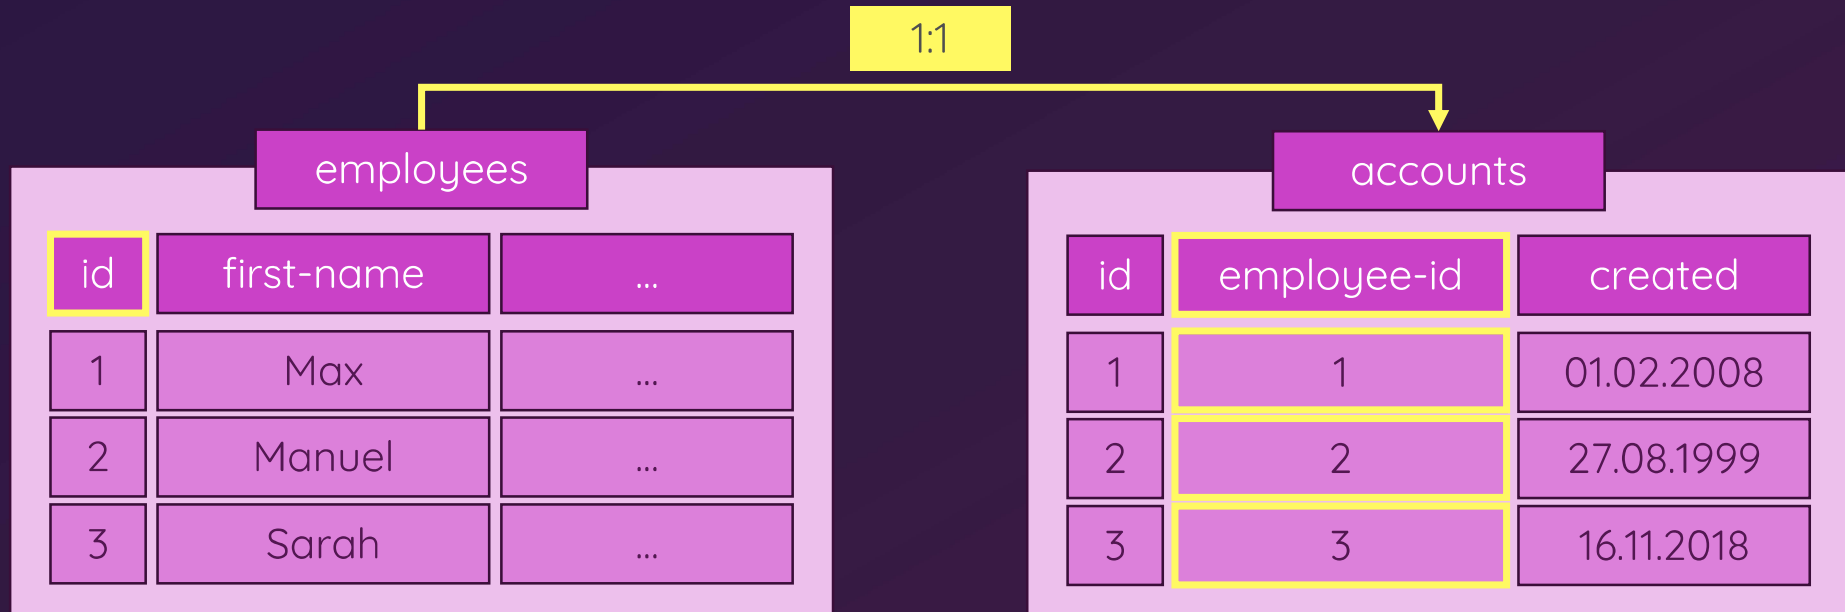 1:1
employees
accounts
id first-name ...
1 Max ...
2 Manuel ...
3 Sarah ...
id employee-id created
1 1 01.02.2008
2 2 27.08.1999
3 3 16.11.2018